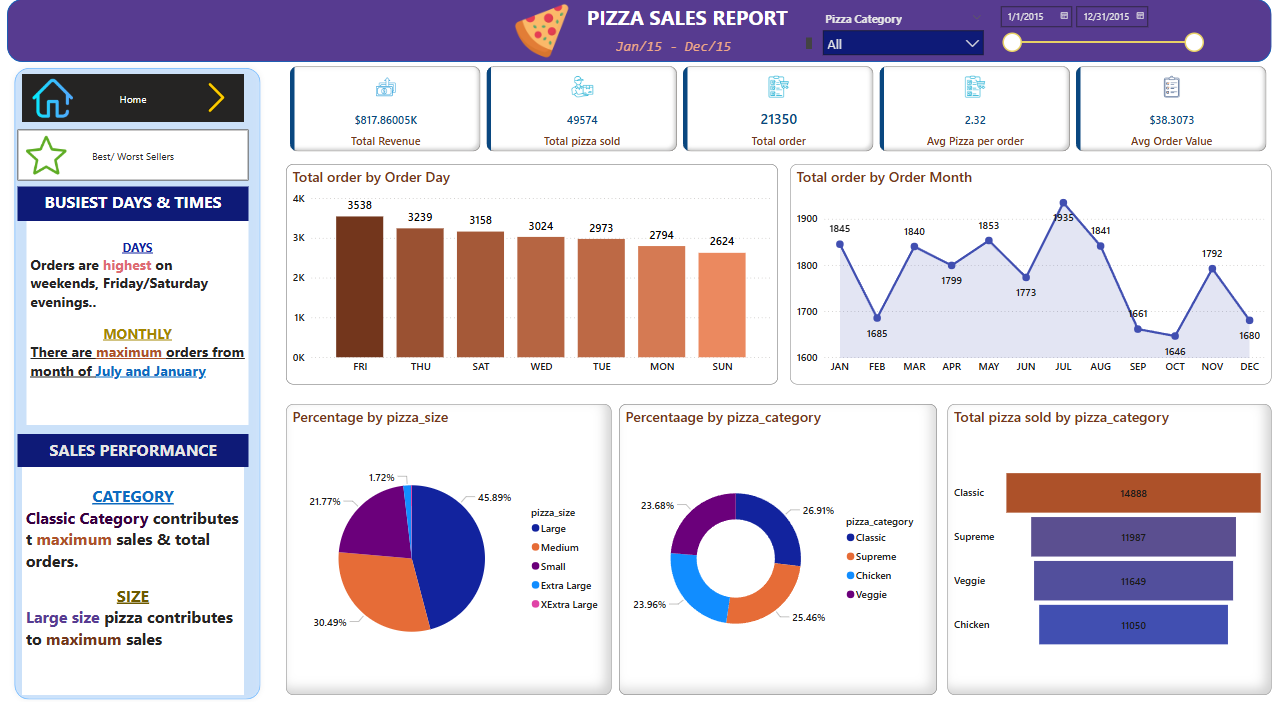 PIZZA SALES REPORT
Jan/15 - Dec/15
Pizza Category
All
1/1/2015
12/31/2015
Home
Best/ Worst Sellers
BUSIEST DAYS & TIMES
DAYS
Orders are highest on
weekends, Friday/Saturday
evenings..
MONTHLY
There are maximum orders from
month of July and January
SALES PERFORMANCE
CATEGORY
Classic Category contributes
t maximum sales & total
orders.
SIZE
Large size pizza contributes
to maximum sales
$817.86005K
Total Revenue
49574
Total pizza sold
21350
Total order
2.32
Avg Pizza per order
$38.3073
Avg Order Value
Total order by Order Day
4K
3K
2K
1K
0K
3538
3239
3158
3024
2973
2794
2624
FRI THU SAT WED TUE MON SUN
Total order by Order Month
1900
1800
1700
1600
1845
1685
1840
1799
1853
1773
1935
1841
1661
1646
1792
1680
JAN FEB MAR APR MAY JUN JUL AUG SEP OCT NOV DEC
Percentage by pizza_size
1.72%
21.77%
45.89%
30.49%
pizza_size
Large
Medium
Small
Extra Large
XExtra Large
Percentaage by pizza_category
23.68%
26.91%
23.96%
25.46%
pizza_category
Classic
Supreme
Chicken
Veggie
Total pizza sold by pizza_category
Classic 14888
Supreme 11987
Veggie 11649
Chicken 11050